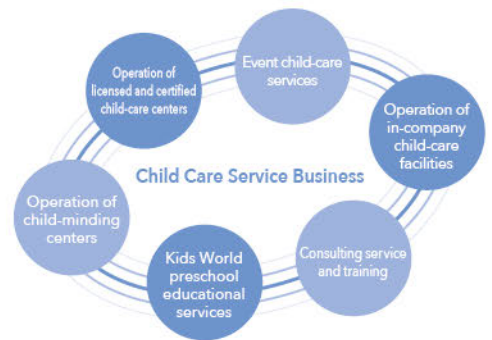 Operation of
licensed and certified
child-care centers
Event child-care
services
Operation of
in-company
child-care
facilities
Child Care Service Business
Operation of
child-minding
centers
Kids World
preschool
educational
services
Consulting service
and training